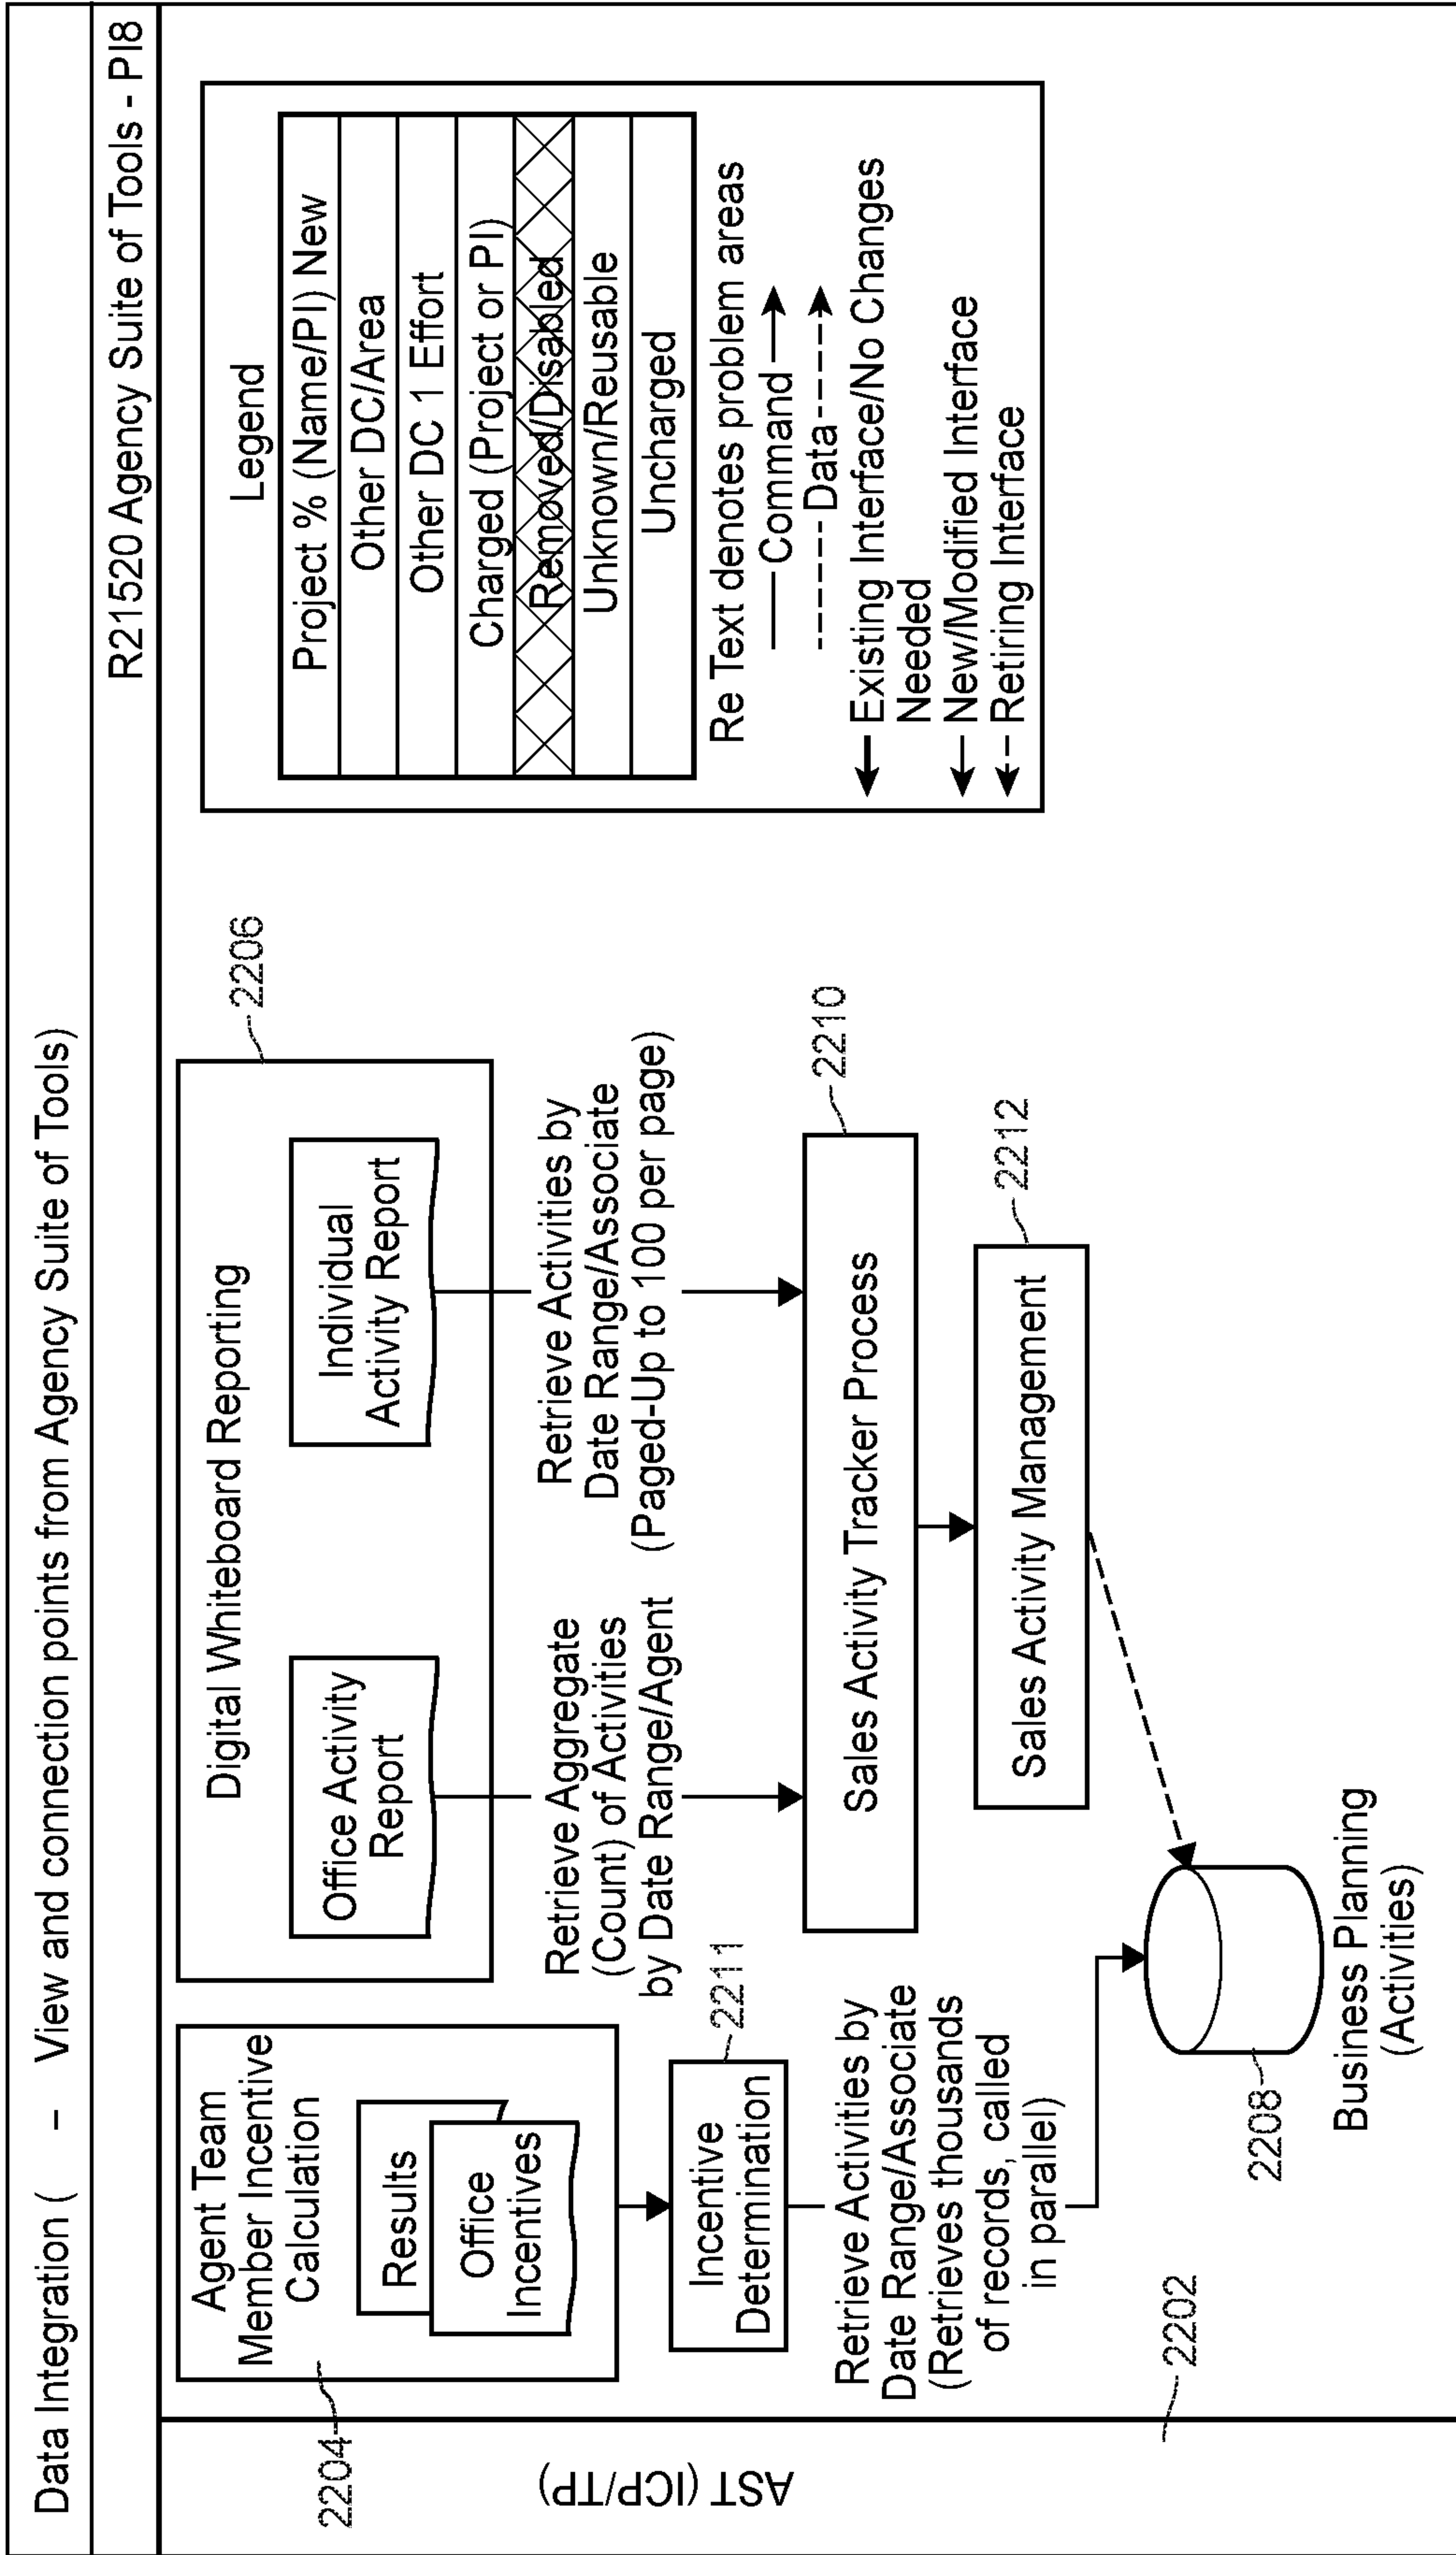 Data Integration ( – View and connection points from Agency Suite of Tools)
R21520 Agency Suite of Tools - PI8
AST (ICP/TP)
2202
2204
Agent Team
Member Incentive
Calculation
Results
Office
Incentives
Incentive
Determination
2211
Retrieve Activities by
Date Range/Associate
(Retrieves thousands
of records, called
in parallel)
2206
Digital Whiteboard Reporting
Office Activity
Report
Individual
Activity Report
Retrieve Aggregate
(Count) of Activities
by Date Range/Agent
Retrieve Activities by
Date Range/Associate
(Paged-Up to 100 per page)
2210
Sales Activity Tracker Process
2212
Sales Activity Management
2208
Business Planning
(Activities)
Legend
Project % (Name/PI) New
Other DC/Area
Other DC 1 Effort
Charged (Project or PI)
Removed/Disabled
Unknown/Reusable
Uncharged
Re Text denotes problem areas
Command
Data
Existing Interface/No Changes
Needed
New/Modified Interface
Retiring Interface